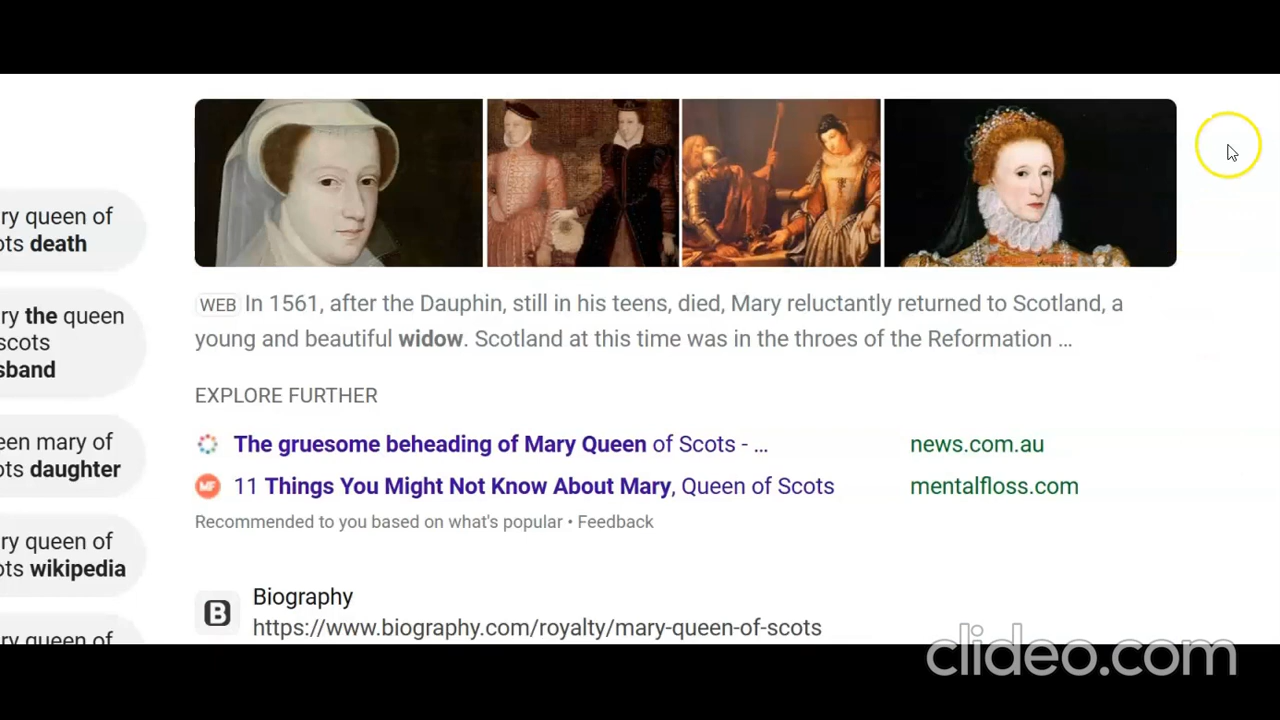 ry queen of
ots death
ry the queen
scots
sband
een mary of
ots daughter
ry queen of
ots wikipedia
ry queen of
WEB In 1561, after the Dauphin, still in his teens, died, Mary reluctantly returned to Scotland, a
young and beautiful widow. Scotland at this time was in the throes of the Reformation ...
EXPLORE FURTHER
The gruesome beheading of Mary Queen of Scots - ... news.com.au
11 Things You Might Not Know About Mary, Queen of Scots mentalfloss.com
Recommended to you based on what's popular • Feedback
B Biography
https://www.biography.com/royalty/mary-queen-of-scots
clideo.com